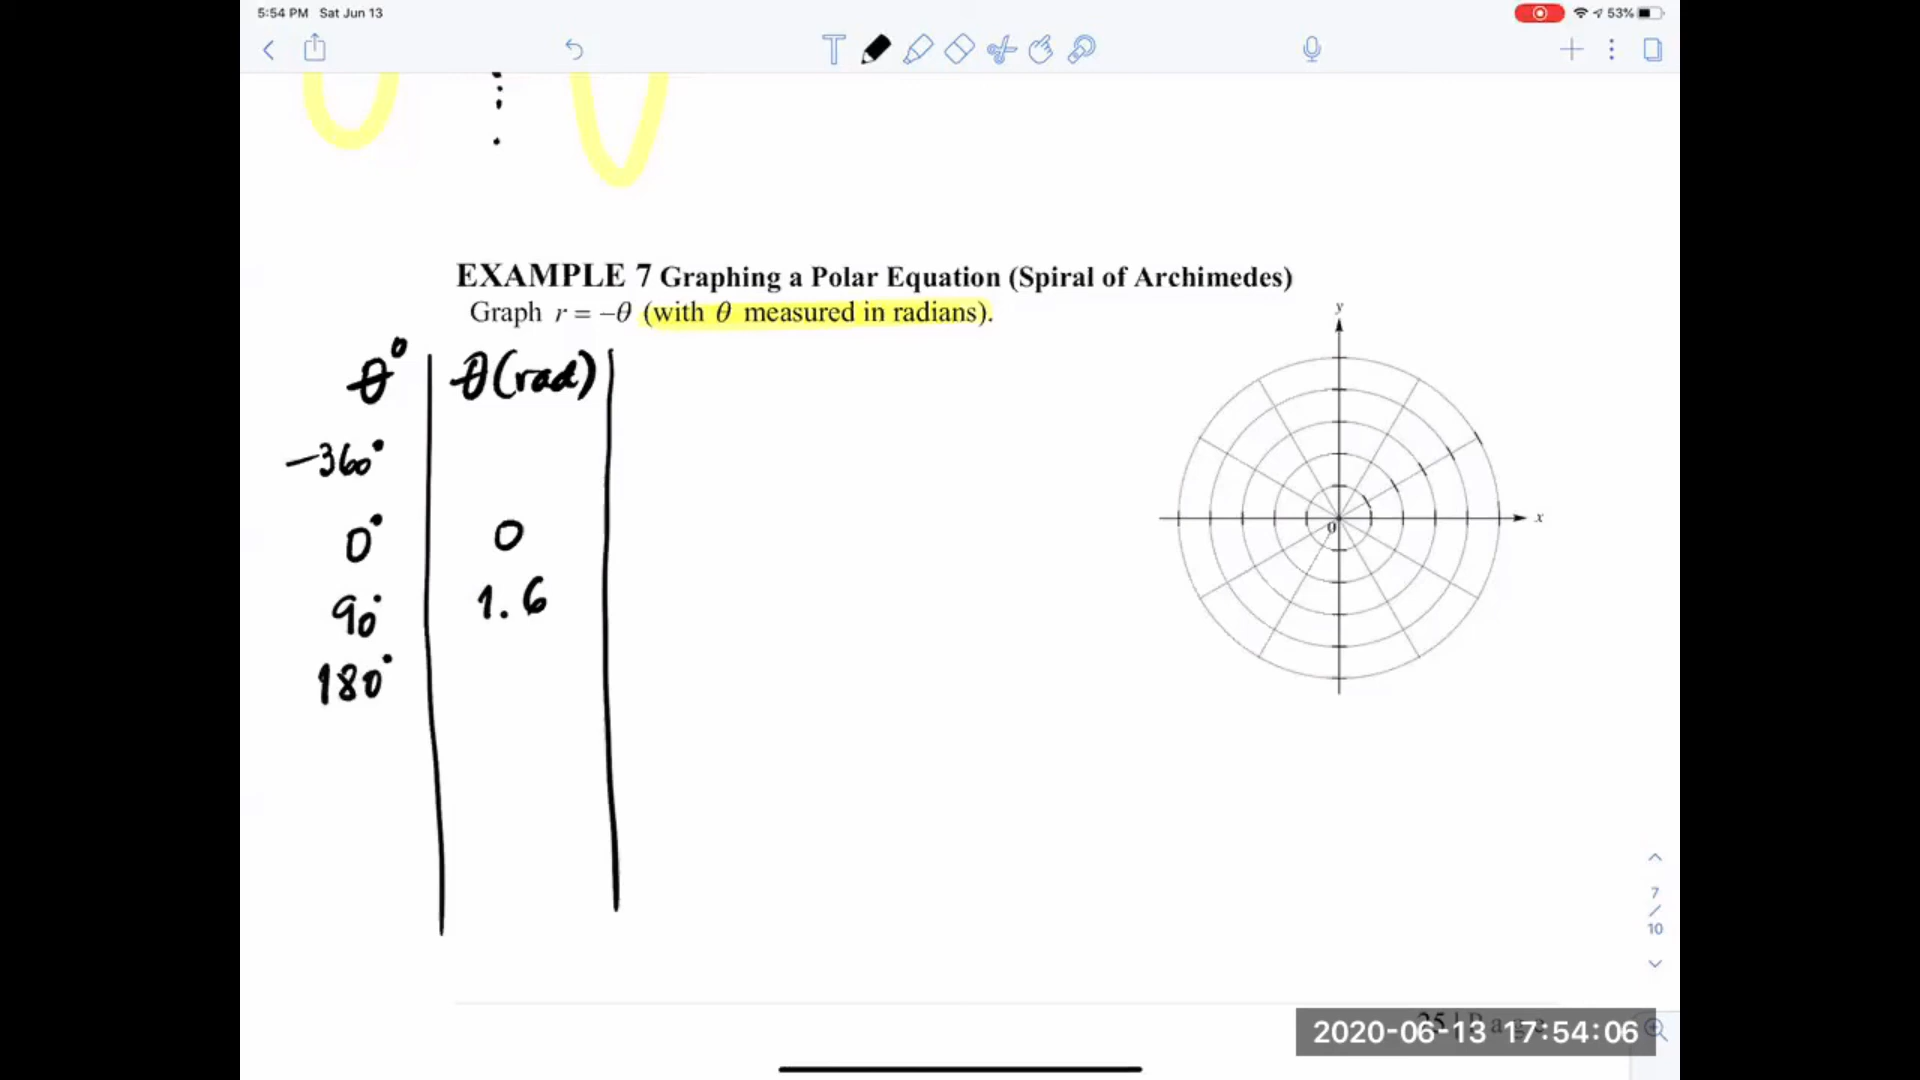 5:54 PM Sat Jun 13
53%
EXAMPLE 7 Graphing a Polar Equation (Spiral of Archimedes)
Graph r = −θ (with θ measured in radians).
y
x
0
θ° θ(rad)
−360°
0° 0
90° 1.6
180°
7
/
10
2020-06-13 17:54:06